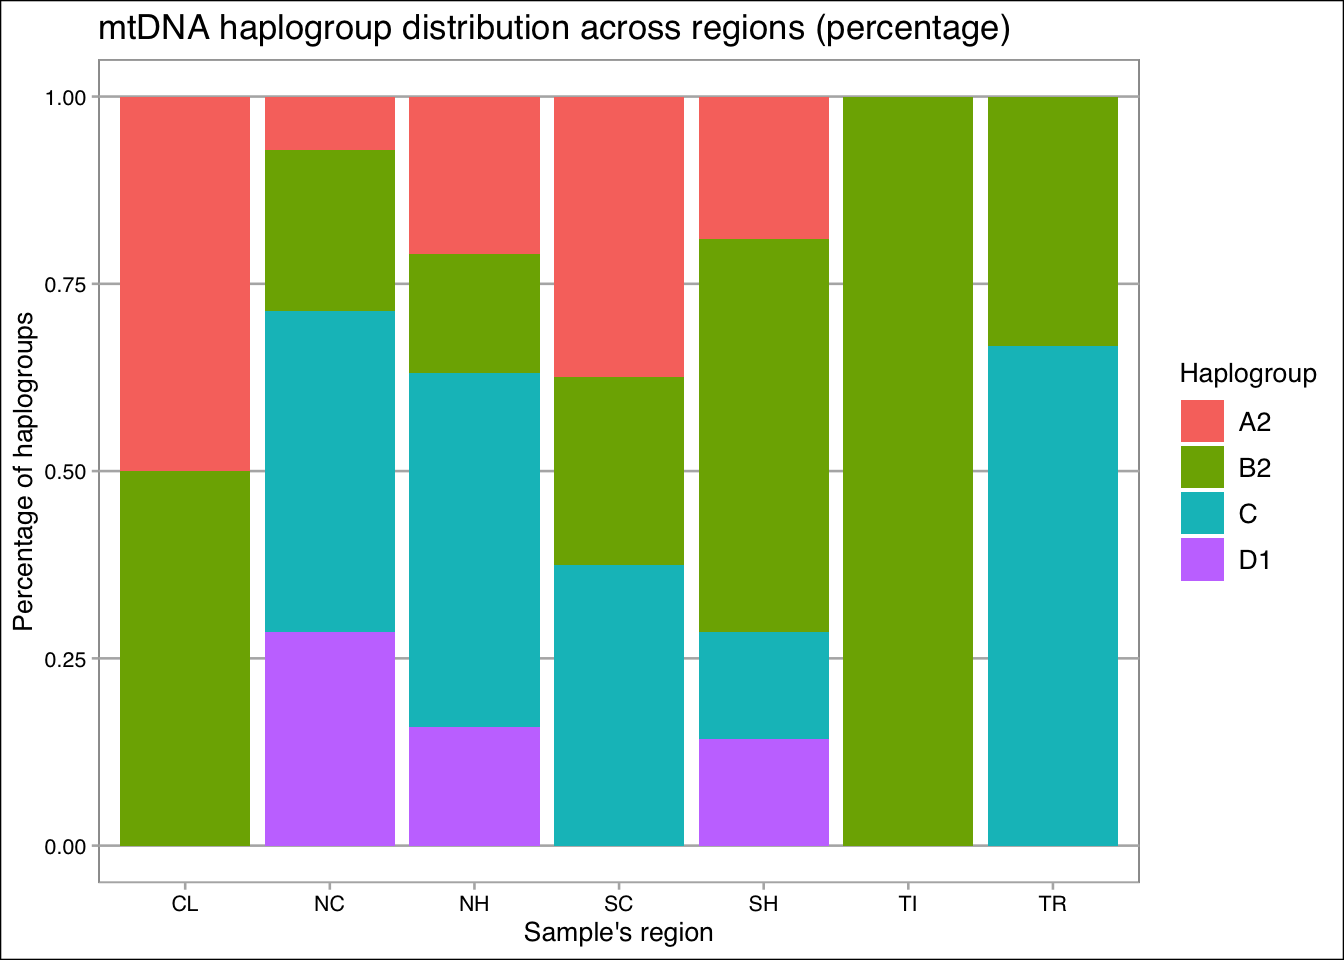 mtDNA haplogroup distribution across regions (percentage)
Percentage of haplogroups
1.00
0.75
0.50
0.25
0.00
CL NC NH SC SH TI TR
Sample's region
Haplogroup
A2
B2
C
D1